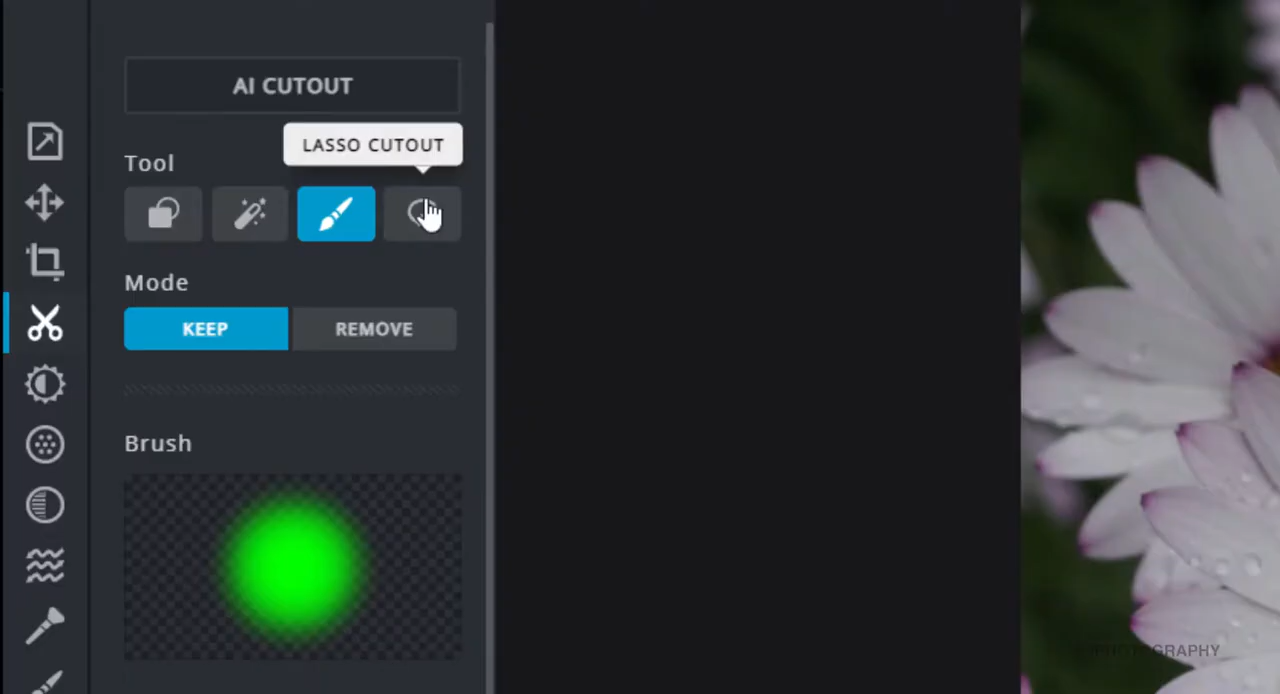 AI CUTOUT
LASSO CUTOUT
Tool
Mode
KEEP
REMOVE
Brush